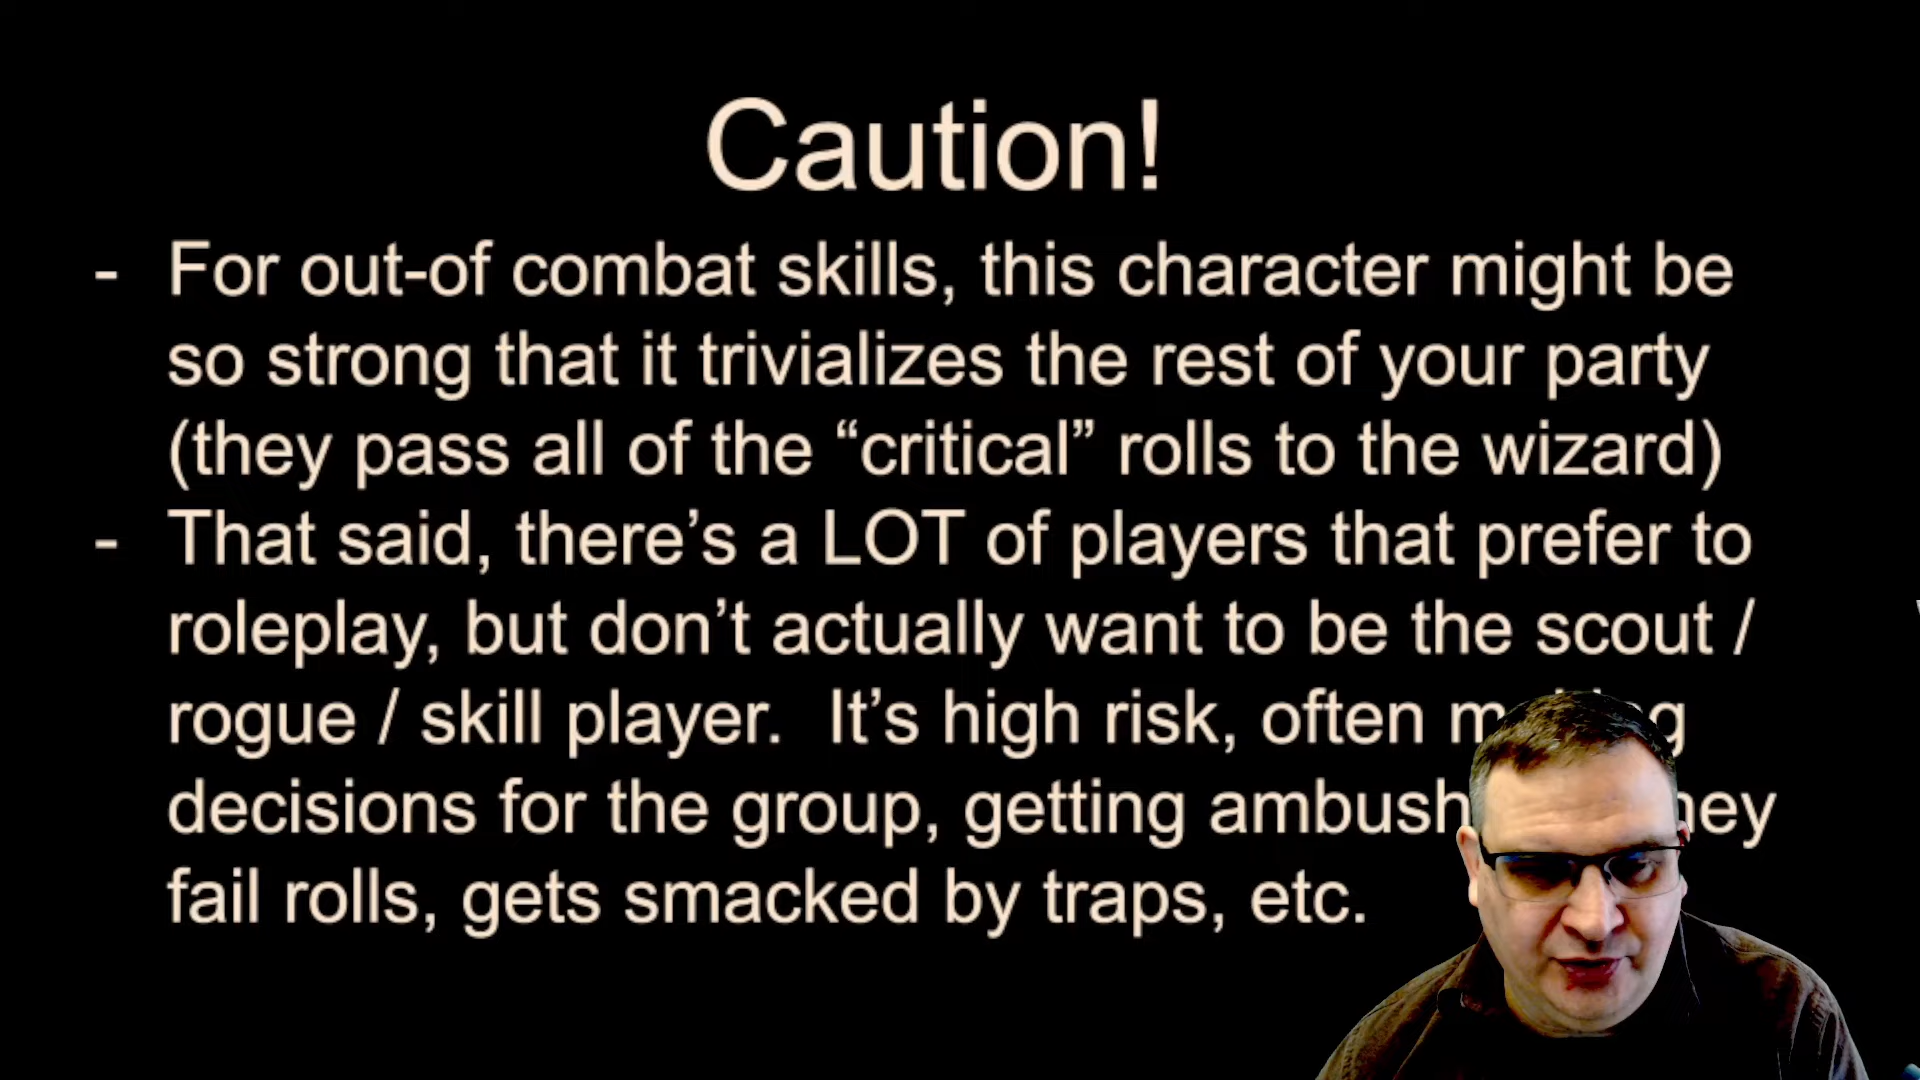 Caution!
- For out-of combat skills, this character might be
so strong that it trivializes the rest of your party
(they pass all of the “critical” rolls to the wizard)
- That said, there’s a LOT of players that prefer to
roleplay, but don’t actually want to be the scout /
rogue / skill player.  It’s high risk, often
decisions for the group, getting
fail rolls, gets smacked by traps, etc.